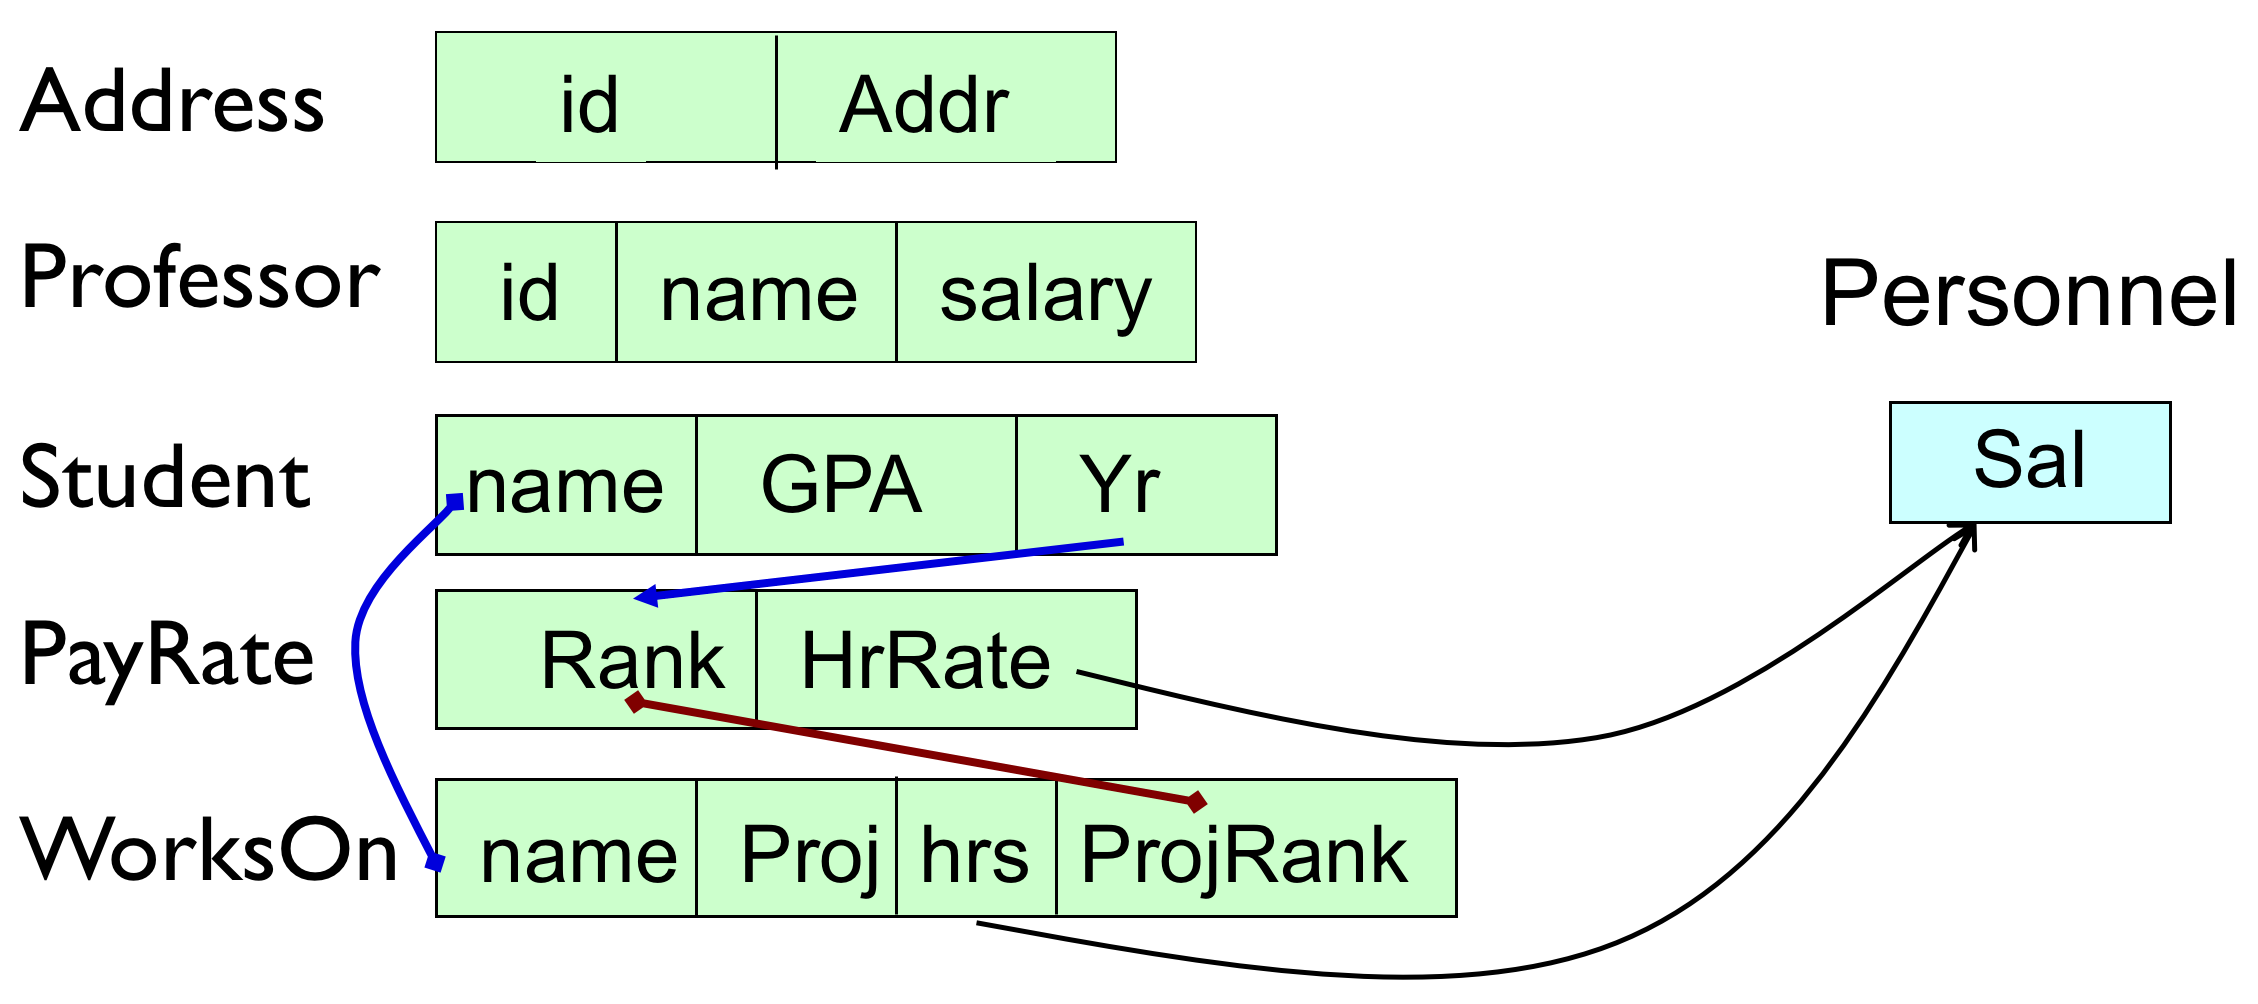 Address id Addr
Professor id name salary
Personnel
Student name GPA Yr
Sal
PayRate Rank HrRate
WorksOn name Proj hrs ProjRank